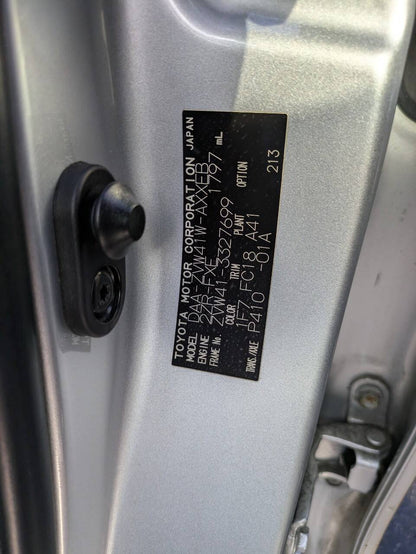 TOYOTA MOTOR CORPORATION JAPAN
MODEL DAA-ZVW41W-AXXEB
ENGINE 2ZR-FXE 1797 mL
FRAME No. ZVW41-3327699
COLOR TRIM PLANT OPTION
1F7 FC18 A41 213
TRANS./AXLE P410 -01A